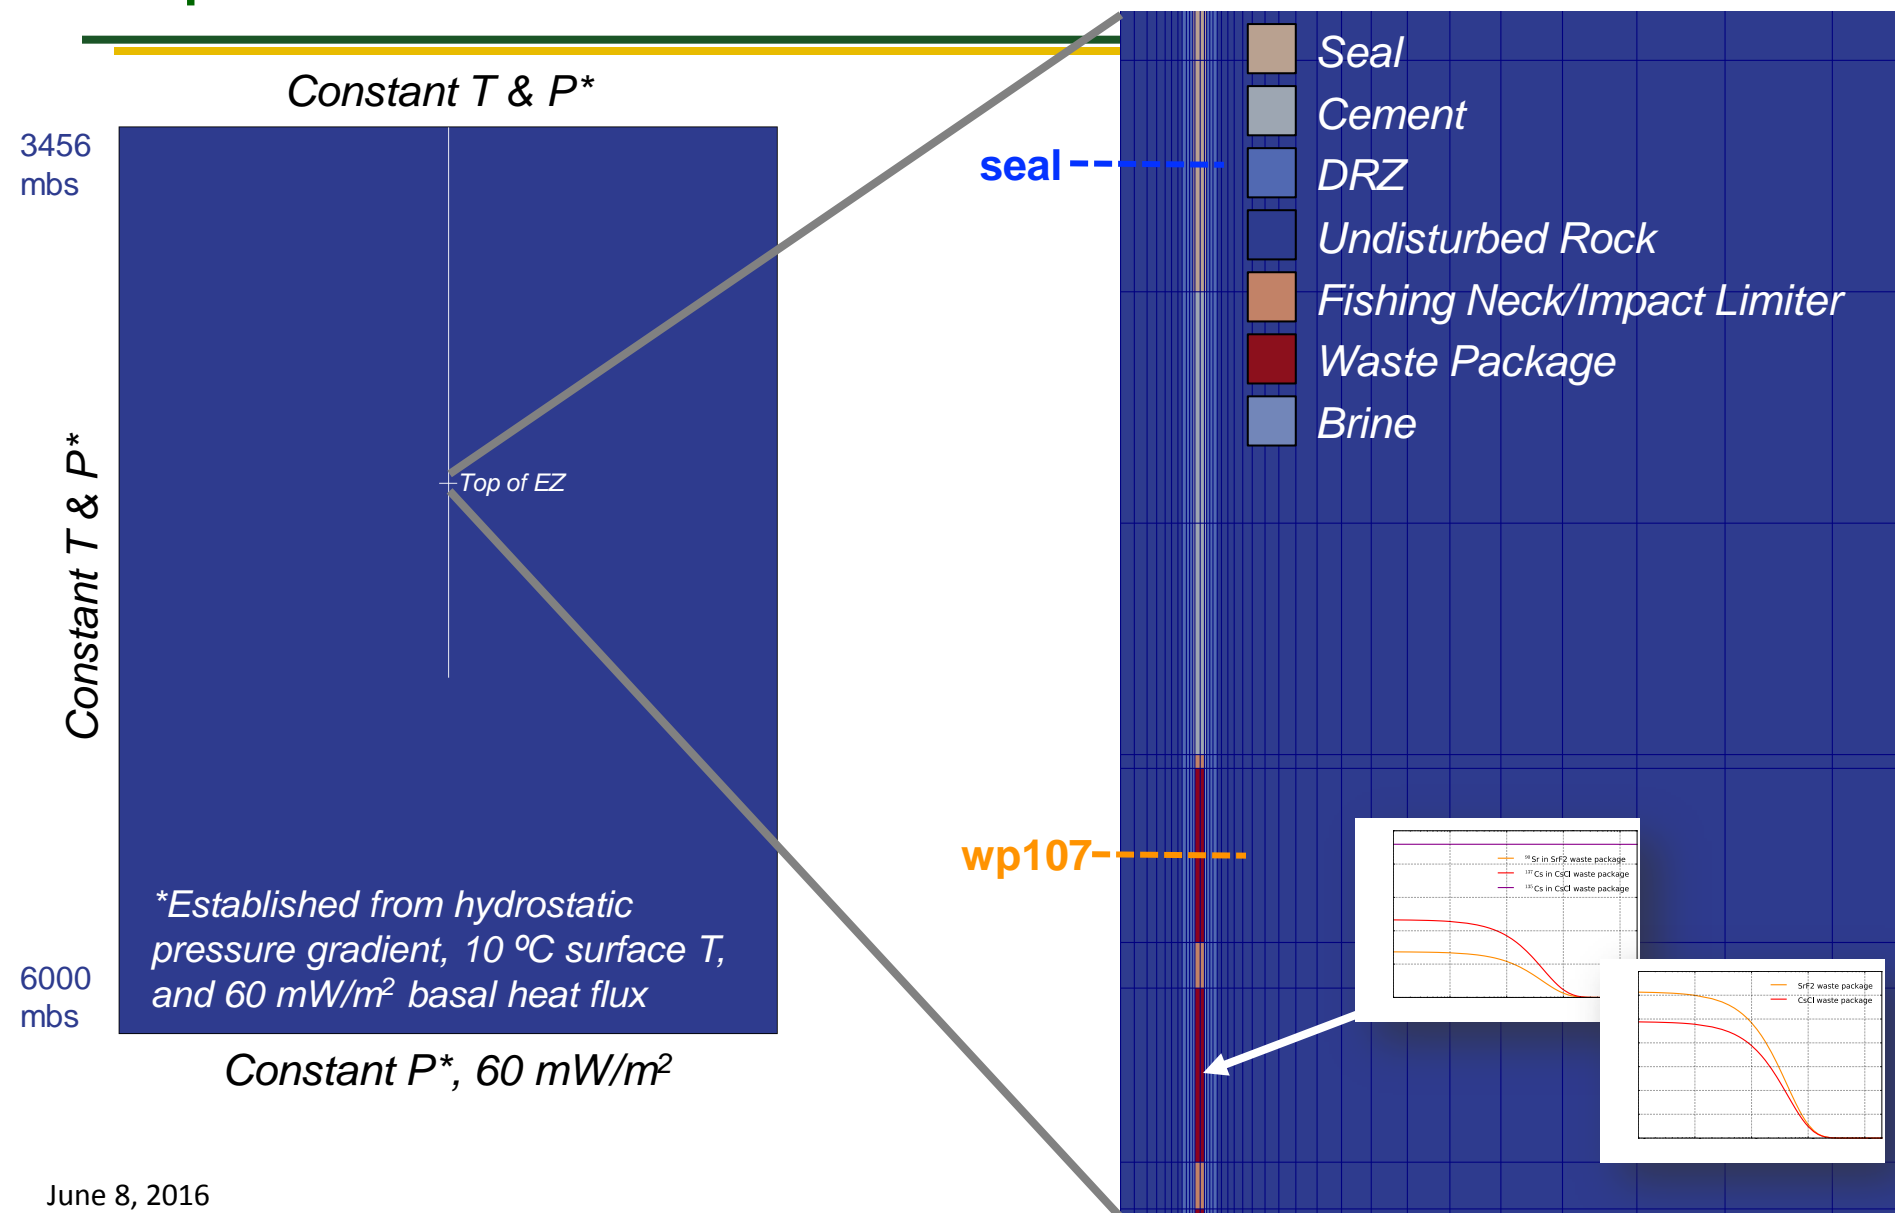 Constant T & P*
3456
mbs
Constant T & P*
Top of EZ
*Established from hydrostatic
pressure gradient, 10 ºC surface T,
and 60 mW/m² basal heat flux
6000
mbs
Constant P*, 60 mW/m²
June 8, 2016
seal
wp107
Seal
Cement
DRZ
Undisturbed Rock
Fishing Neck/Impact Limiter
Waste Package
Brine
⁹⁰Sr in SrF2 waste package
¹³⁷Cs in CsCl waste package
¹³⁵Cs in CsCl waste package
SrF2 waste package
CsCl waste package